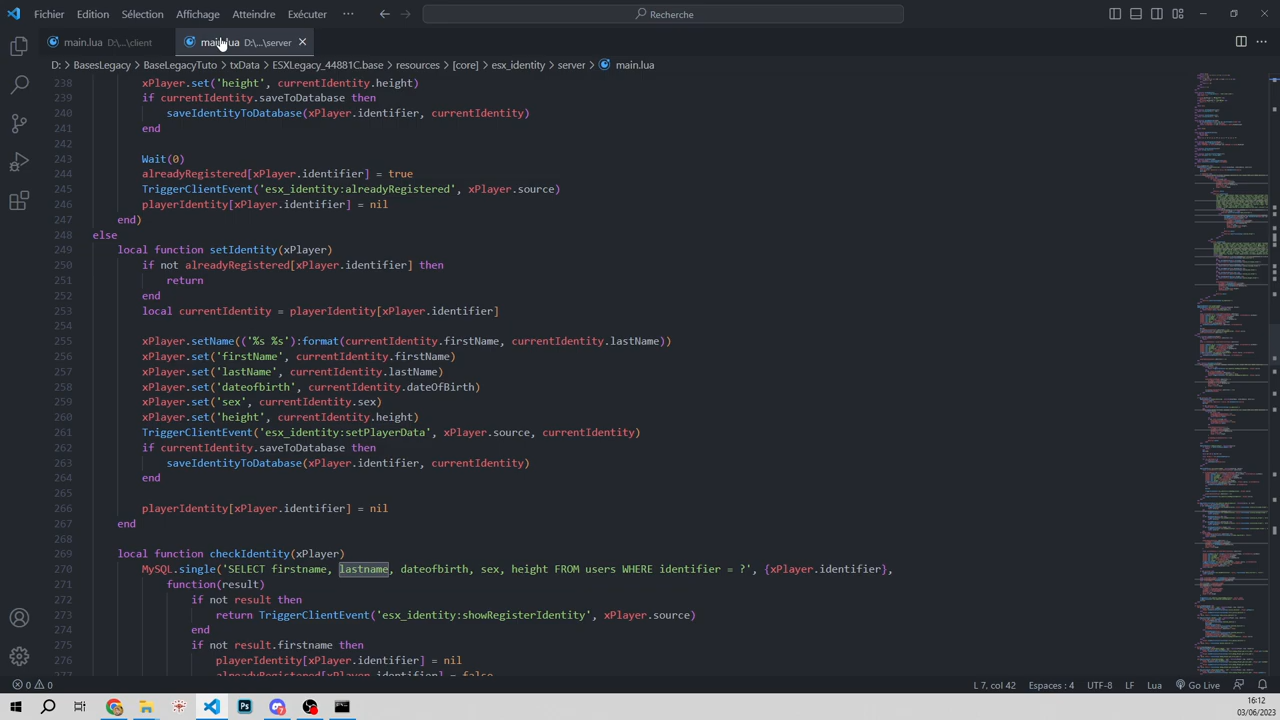 Fichier Edition Sélection Affichage Atteindre Exécuter ··· Recherche
main.lua D:\...\client main.lua D:\...\server
D: > BasesLegacy > BaseLegacyTuto > txData > ESXLegacy_44881C.base > resources > [core] > esx_identity > server > main.lua
238 xPlayer.set('height', currentIdentity.height)
239 if currentIdentity.saveToDatabase then
240 saveIdentityToDatabase(xPlayer.identifier, currentIdentity)
241 end
242
243 Wait(0)
244 alreadyRegistered[xPlayer.identifier] = true
245 TriggerClientEvent('esx_identity:alreadyRegistered', xPlayer.source)
246 playerIdentity[xPlayer.identifier] = nil
247 end)
248 else
249 local function setIdentity(xPlayer)
250 if not alreadyRegistered[xPlayer.identifier] then
251 return
252 end
253 local currentIdentity = playerIdentity[xPlayer.identifier]
254
255 xPlayer.setName(('%s %s'):format(currentIdentity.firstName, currentIdentity.lastName))
256 xPlayer.set('firstName', currentIdentity.firstName)
257 xPlayer.set('lastName', currentIdentity.lastName)
258 xPlayer.set('dateofbirth', currentIdentity.dateOfBirth)
259 xPlayer.set('sex', currentIdentity.sex)
260 xPlayer.set('height', currentIdentity.height)
261 TriggerClientEvent('esx_identity:setPlayerData', xPlayer.source, currentIdentity)
262 if currentIdentity.saveToDatabase then
263 saveIdentityToDatabase(xPlayer.identifier, currentIdentity)
264 end
265
266 playerIdentity[xPlayer.identifier] = nil
267 end
268
269 local function checkIdentity(xPlayer)
270 MySQL.single('SELECT firstname, lastname, dateofbirth, sex, height FROM users WHERE identifier = ?', {xPlayer.identifier},
271 function(result)
272 if not result then
273 return TriggerClientEvent('esx_identity:showRegisterIdentity', xPlayer.source)
274 end
275 if not result.firstname then
276 playerIdentity[xPlayer.identifier] = nil
0 0 L 7, col 42 Espaces : 4 UTF-8 LF Lua Go Live
16:12
03/06/2023